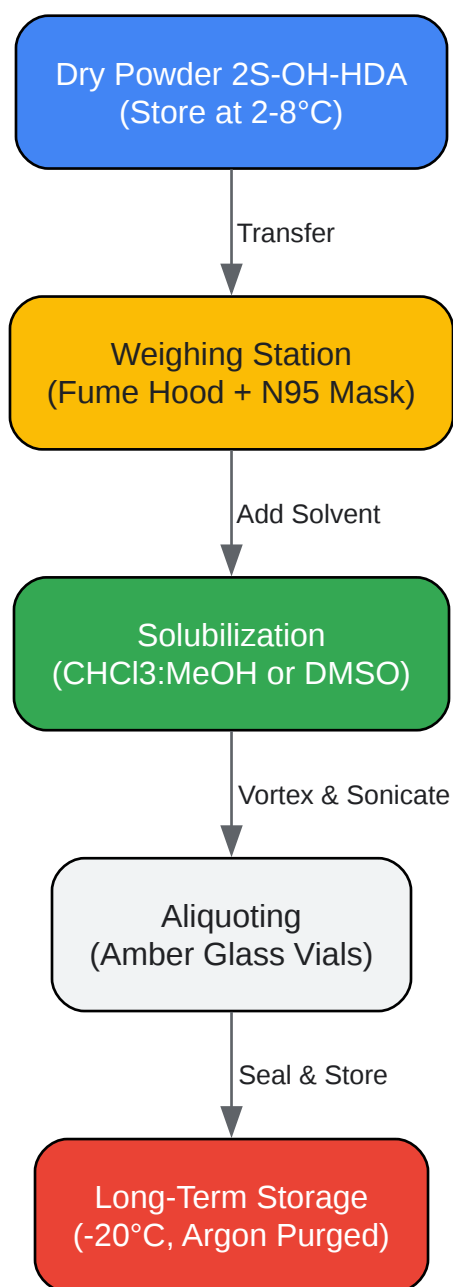 Dry Powder 2S-OH-HDA
(Store at 2-8°C)
Transfer
Weighing Station
(Fume Hood + N95 Mask)
Add Solvent
Solubilization
(CHCl3:MeOH or DMSO)
Vortex & Sonicate
Aliquoting
(Amber Glass Vials)
Seal & Store
Long-Term Storage
(-20°C, Argon Purged)